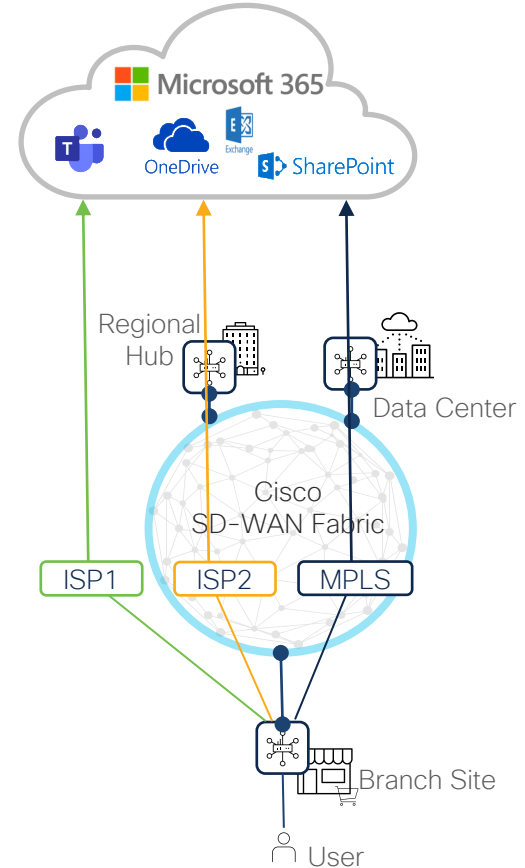 Microsoft 365
T
E
Exchange
OneDrive
S
SharePoint
Regional
Hub
Data Center
Cisco
SD-WAN Fabric
ISP1
ISP2
MPLS
Branch Site
User